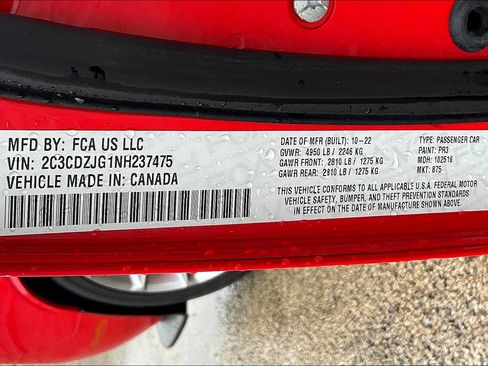 MFD BY: FCA US LLC
VIN: 2C3CDZJG1NH237475
VEHICLE MADE IN: CANADA
DATE OF MFR (BUILT): 10-22
GVWR: 4950 LB / 2246 KG
GAWR FRONT: 2810 LB / 1275 KG
GAWR REAR: 2810 LB / 1275 KG
TYPE: PASSENGER CAR
PAINT: PR3
MDH: 102516
MKT: 875
THIS VEHICLE CONFORMS TO ALL APPLICABLE U.S.A. FEDERAL MOTOR
VEHICLE SAFETY, BUMPER, AND THEFT PREVENTION STANDARDS
IN EFFECT ON THE DATE OF MANUFACTURE SHOWN ABOVE.